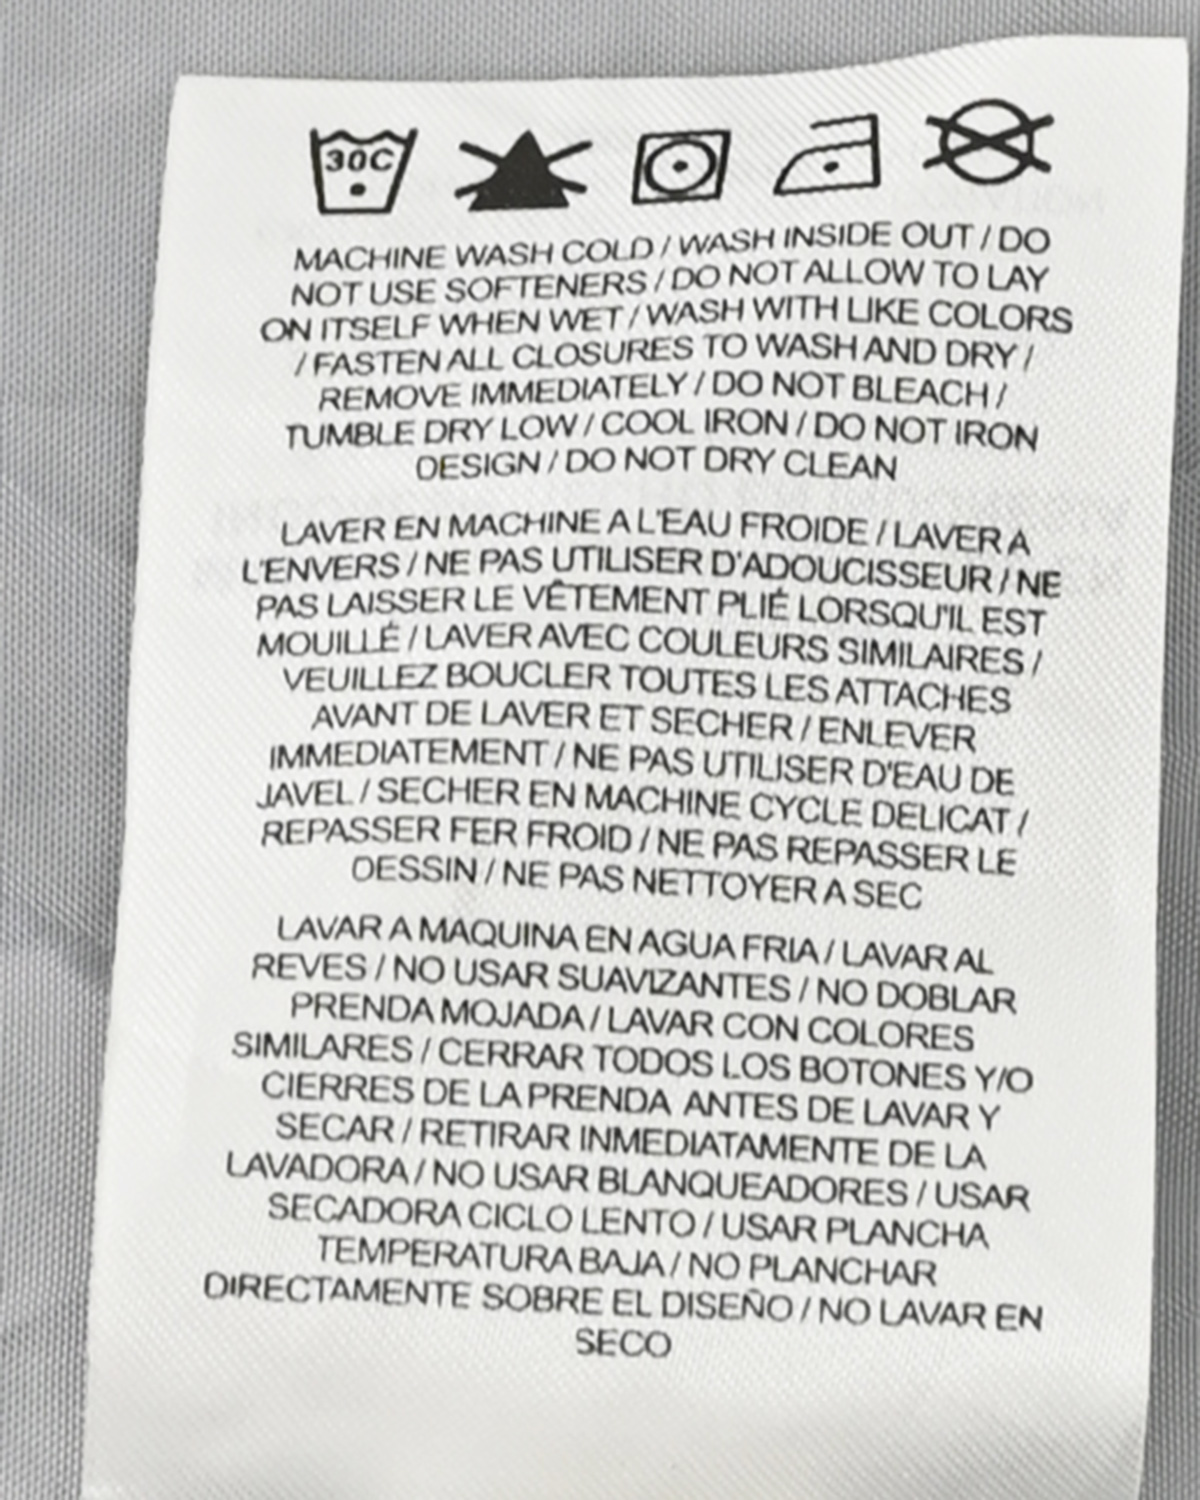 30C
MACHINE WASH COLD / WASH INSIDE OUT / DO
NOT USE SOFTENERS / DO NOT ALLOW TO LAY
ON ITSELF WHEN WET / WASH WITH LIKE COLORS
/ FASTEN ALL CLOSURES TO WASH AND DRY /
REMOVE IMMEDIATELY / DO NOT BLEACH /
TUMBLE DRY LOW / COOL IRON / DO NOT IRON
DESIGN / DO NOT DRY CLEAN
LAVER EN MACHINE A L'EAU FROIDE / LAVER A
L'ENVERS / NE PAS UTILISER D'ADOUCISSEUR / NE
PAS LAISSER LE VÊTEMENT PLIÉ LORSQU'IL EST
MOUILLÉ / LAVER AVEC COULEURS SIMILAIRES /
VEUILLEZ BOUCLER TOUTES LES ATTACHES
AVANT DE LAVER ET SECHER / ENLEVER
IMMEDIATEMENT / NE PAS UTILISER D'EAU DE
JAVEL / SECHER EN MACHINE CYCLE DELICAT /
REPASSER FER FROID / NE PAS REPASSER LE
DESSIN / NE PAS NETTOYER A SEC
LAVAR A MAQUINA EN AGUA FRIA / LAVAR AL
REVES / NO USAR SUAVIZANTES / NO DOBLAR
PRENDA MOJADA / LAVAR CON COLORES
SIMILARES / CERRAR TODOS LOS BOTONES Y/O
CIERRES DE LA PRENDA ANTES DE LAVAR Y
SECAR / RETIRAR INMEDIATAMENTE DE LA
LAVADORA / NO USAR BLANQUEADORES / USAR
SECADORA CICLO LENTO / USAR PLANCHA
TEMPERATURA BAJA / NO PLANCHAR
DIRECTAMENTE SOBRE EL DISEÑO / NO LAVAR EN
SECO